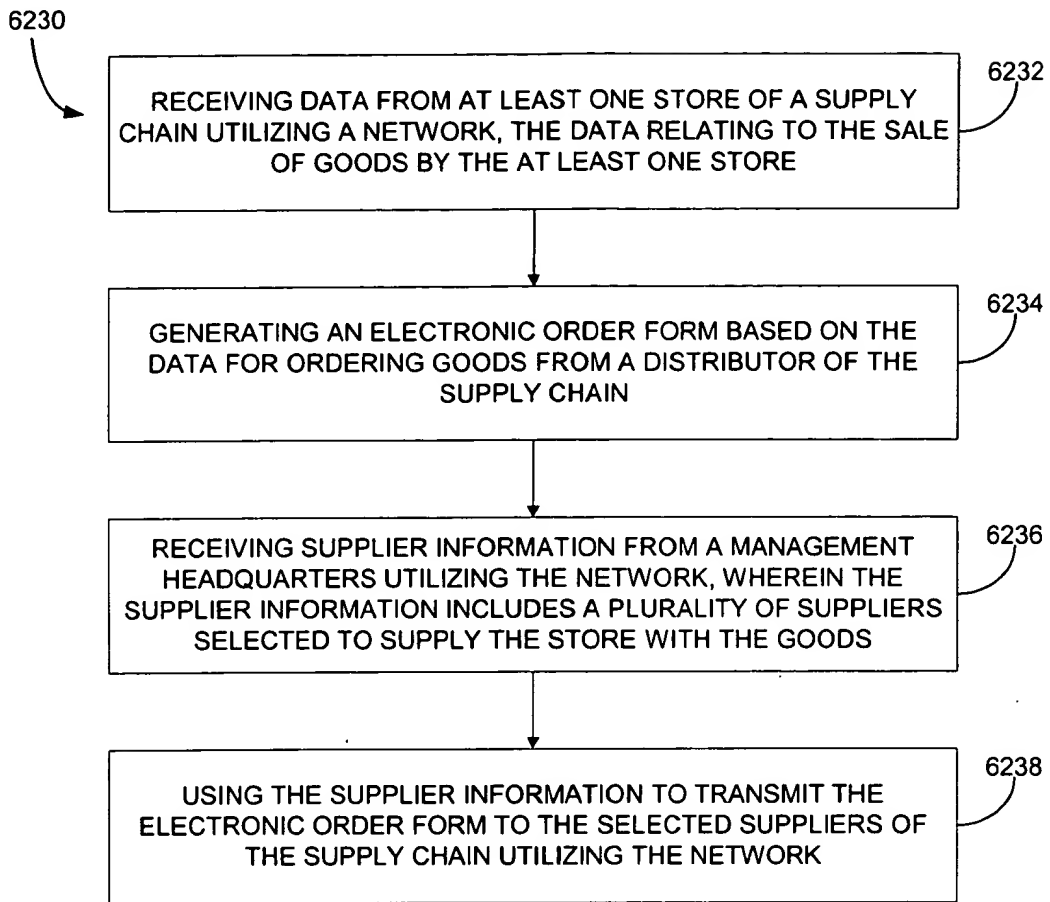 6230
6232
RECEIVING DATA FROM AT LEAST ONE STORE OF A SUPPLY
CHAIN UTILIZING A NETWORK, THE DATA RELATING TO THE SALE
OF GOODS BY THE AT LEAST ONE STORE
6234
GENERATING AN ELECTRONIC ORDER FORM BASED ON THE
DATA FOR ORDERING GOODS FROM A DISTRIBUTOR OF THE
SUPPLY CHAIN
6236
RECEIVING SUPPLIER INFORMATION FROM A MANAGEMENT
HEADQUARTERS UTILIZING THE NETWORK, WHEREIN THE
SUPPLIER INFORMATION INCLUDES A PLURALITY OF SUPPLIERS
SELECTED TO SUPPLY THE STORE WITH THE GOODS
6238
USING THE SUPPLIER INFORMATION TO TRANSMIT THE
ELECTRONIC ORDER FORM TO THE SELECTED SUPPLIERS OF
THE SUPPLY CHAIN UTILIZING THE NETWORK